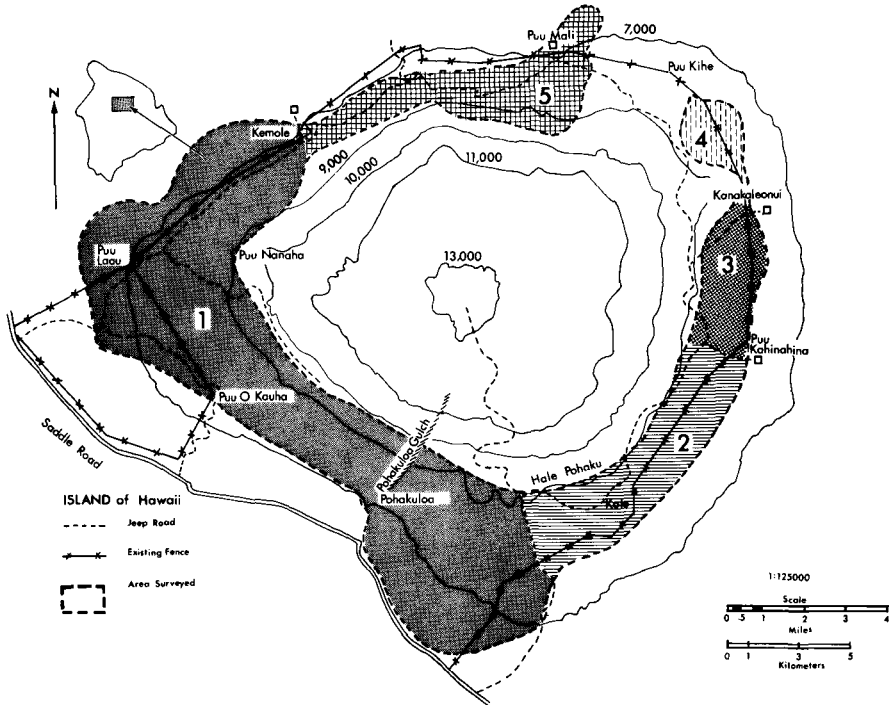 7,000
Puu Mali
Puu Kihe
N
5
4
Kemole
9,000
10,000
11,000
Kanakaleonui
Puu
Laau
Puu Nanaha
13,000
3
1
Puu
Kahinahina
Puu O Kauha
Saddle Road
Pohakuloa Gulch
2
Hale Pohaku
Pohakuloa
Kole
ISLAND of Hawaii
Jeep Road
Existing Fence
Area Surveyed
1:125000
Scale
0 .5 1 2 3 4
Miles
0 1 3 5
Kilometers